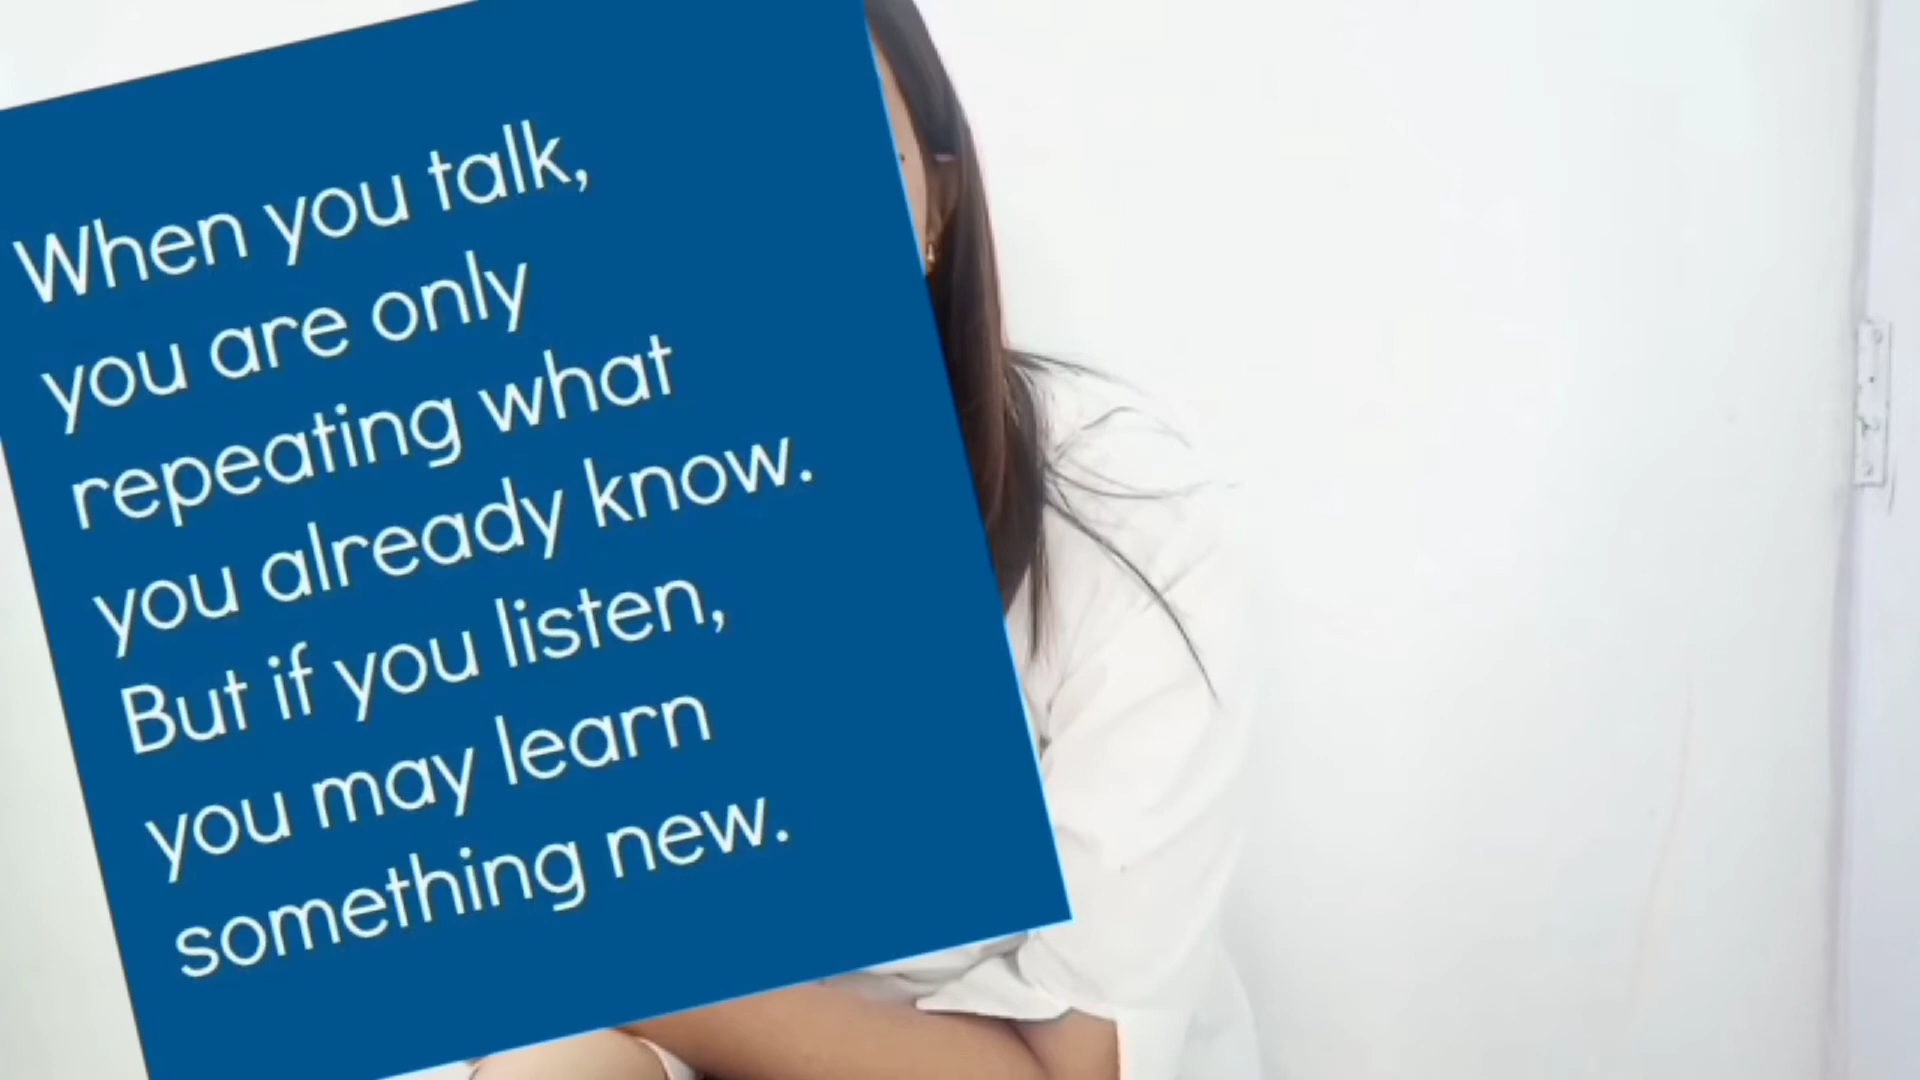 When you talk,
you are only
repeating what
you already know.
But if you listen,
you may learn
something new.